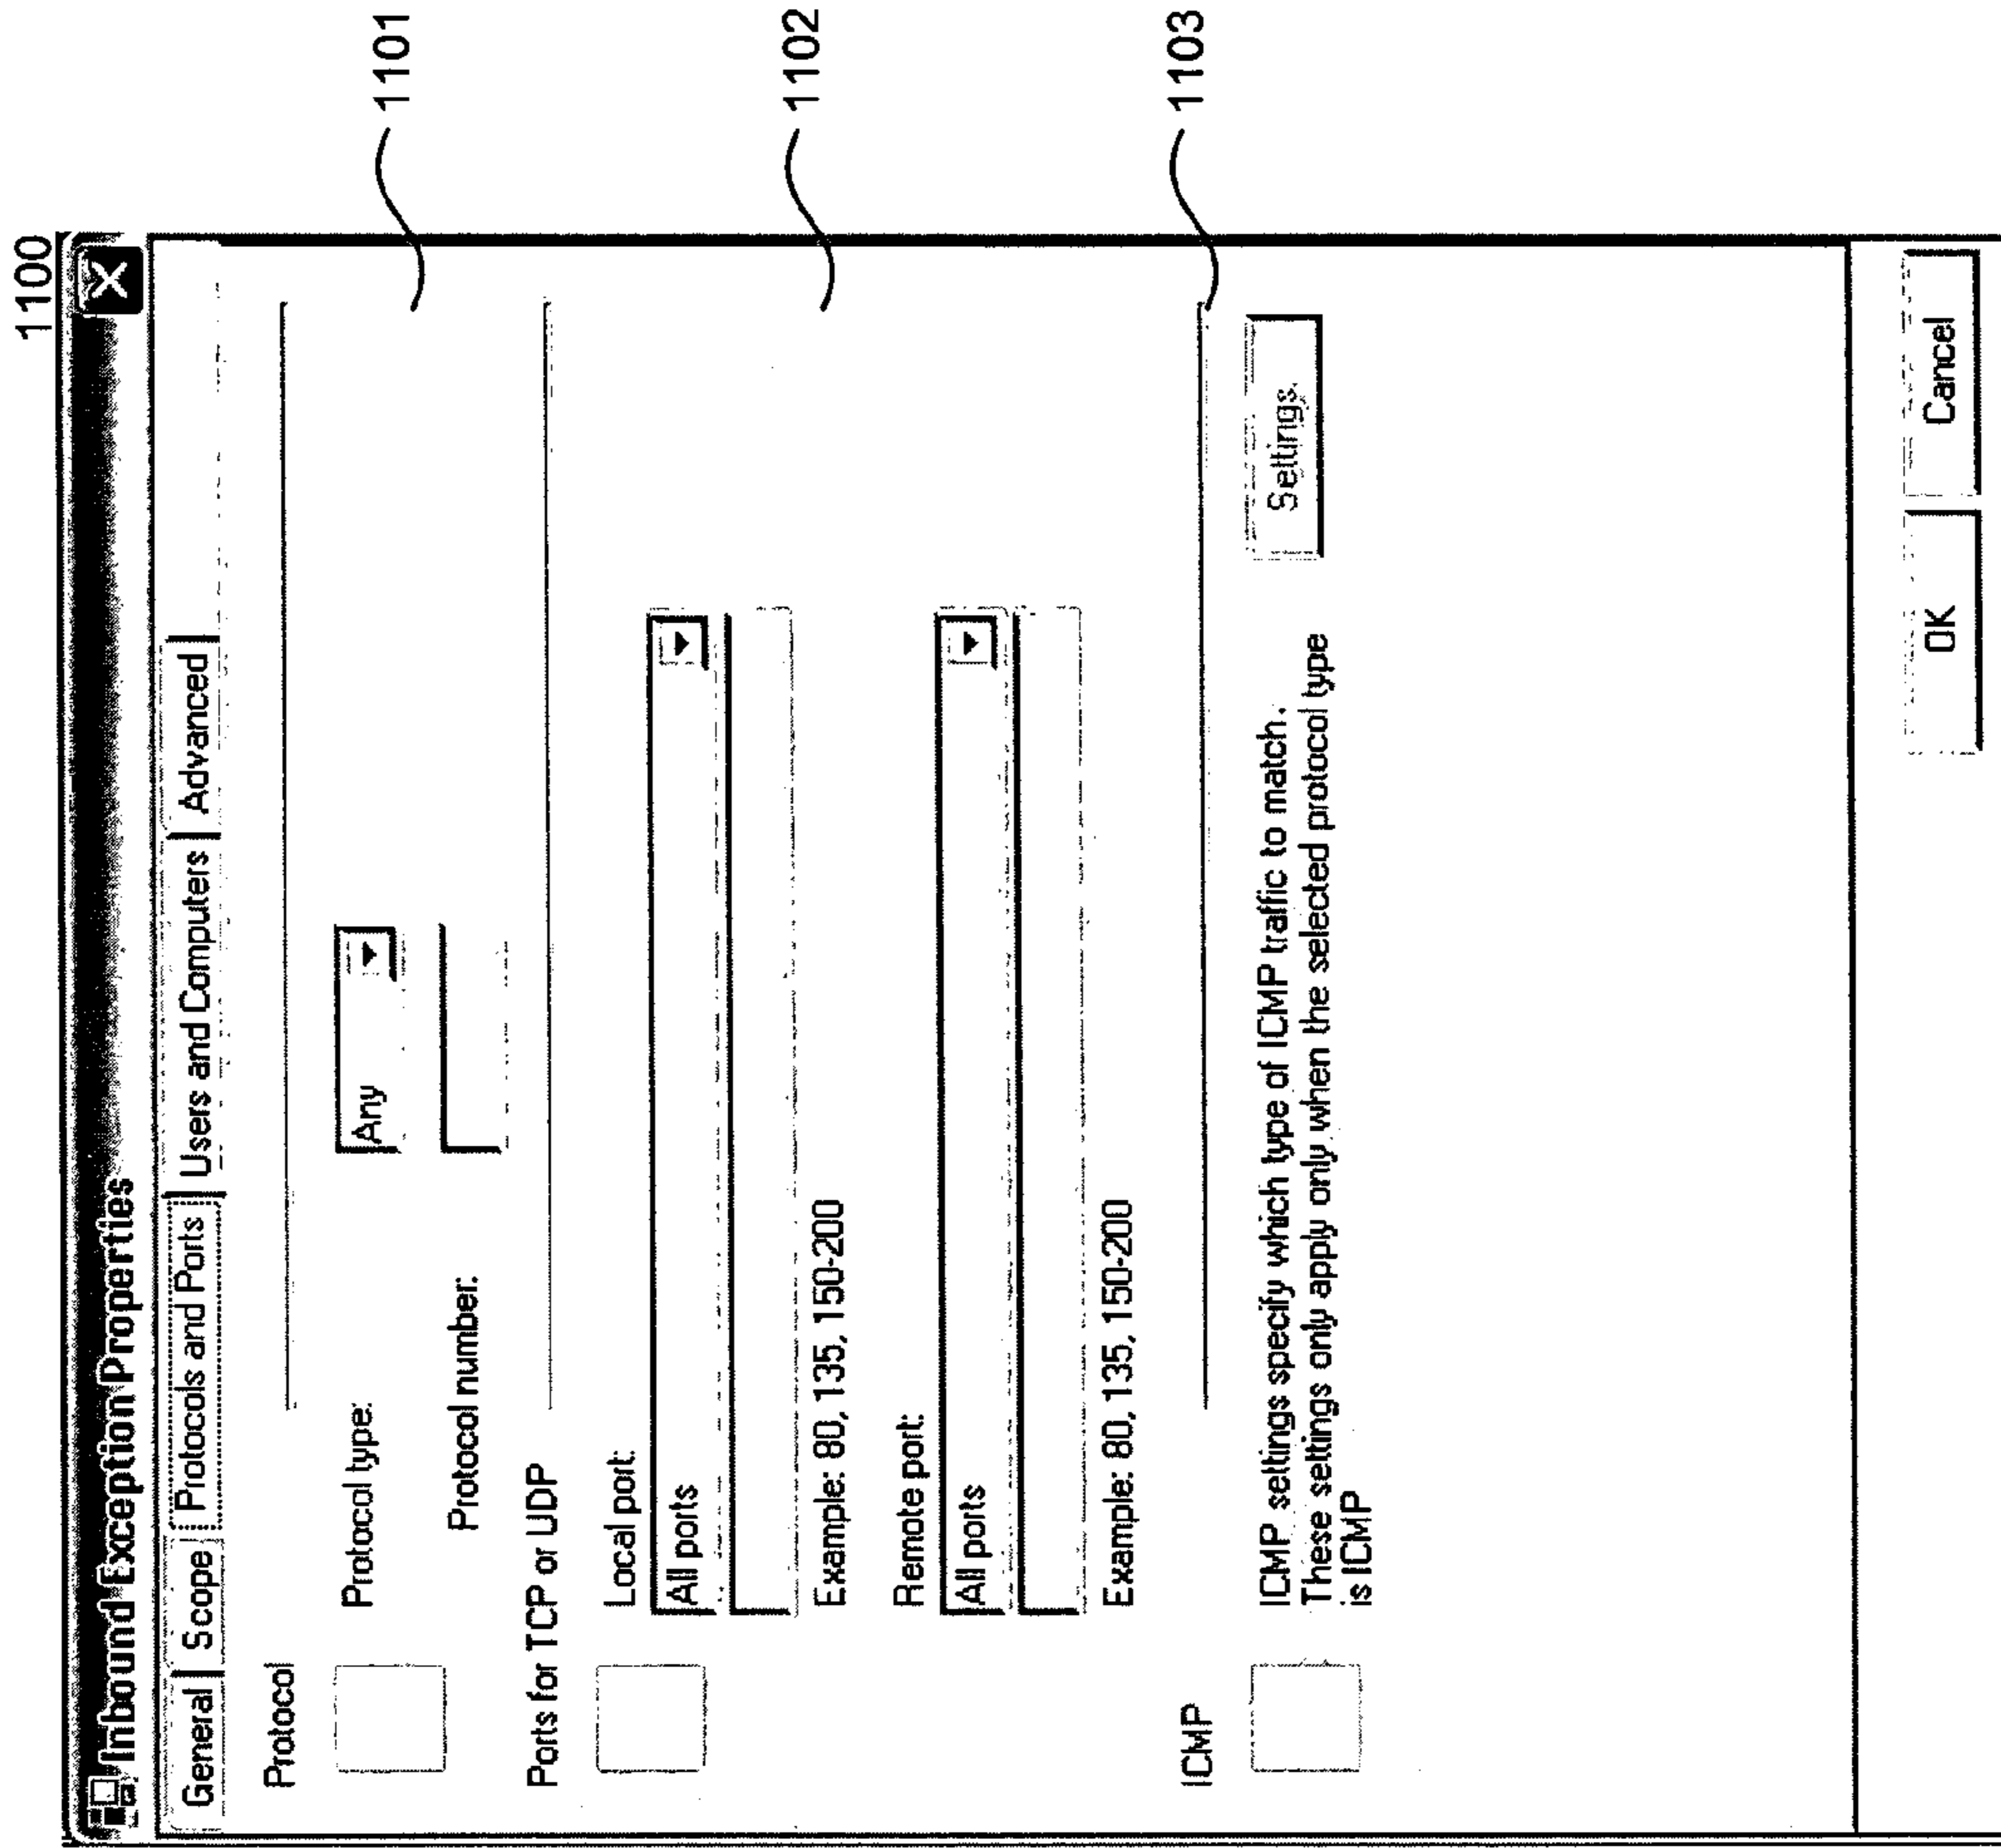 1100
Inbound Exception Properties
General Scope Protocols and Ports Users and Computers Advanced
Protocol
1101
Protocol type: Any
Protocol number:
Ports for TCP or UDP
1102
Local port:
All ports
Example: 80, 135, 150-200
Remote port:
All ports
Example: 80, 135, 150-200
ICMP
1103
ICMP settings specify which type of ICMP traffic to match.
These settings only apply only when the selected protocol type
is ICMP
Settings.
OK Cancel